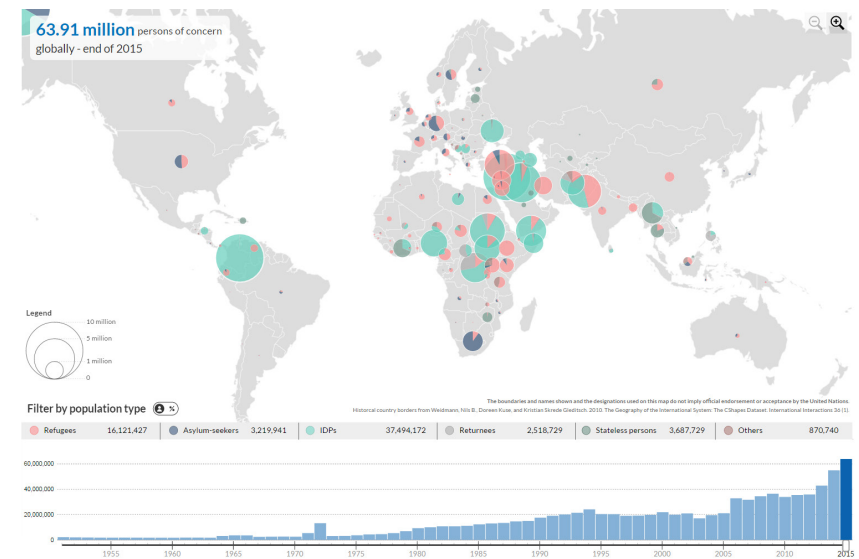 63.91 million persons of concern
globally - end of 2015
Legend
10 million
5 million
1 million
0
The boundaries and names shown and the designations used on this map do not imply official endorsement or acceptance by the United Nations.
Historical country borders from Weidmann, Nils B., Doreen Kuse, and Kristian Skrede Gleditsch. 2010. The Geography of the International System. The CShapes Dataset. International Interactions 36 (1).
Filter by population type %
Refugees 16,121,427 Asylum-seekers 3,219,941 IDPs 37,494,172 Returnees 2,518,729 Stateless persons 3,687,729 Others 870,740
60,000,000
40,000,000
20,000,000
0
1955 1960 1965 1970 1975 1980 1985 1990 1995 2000 2005 2010 2015